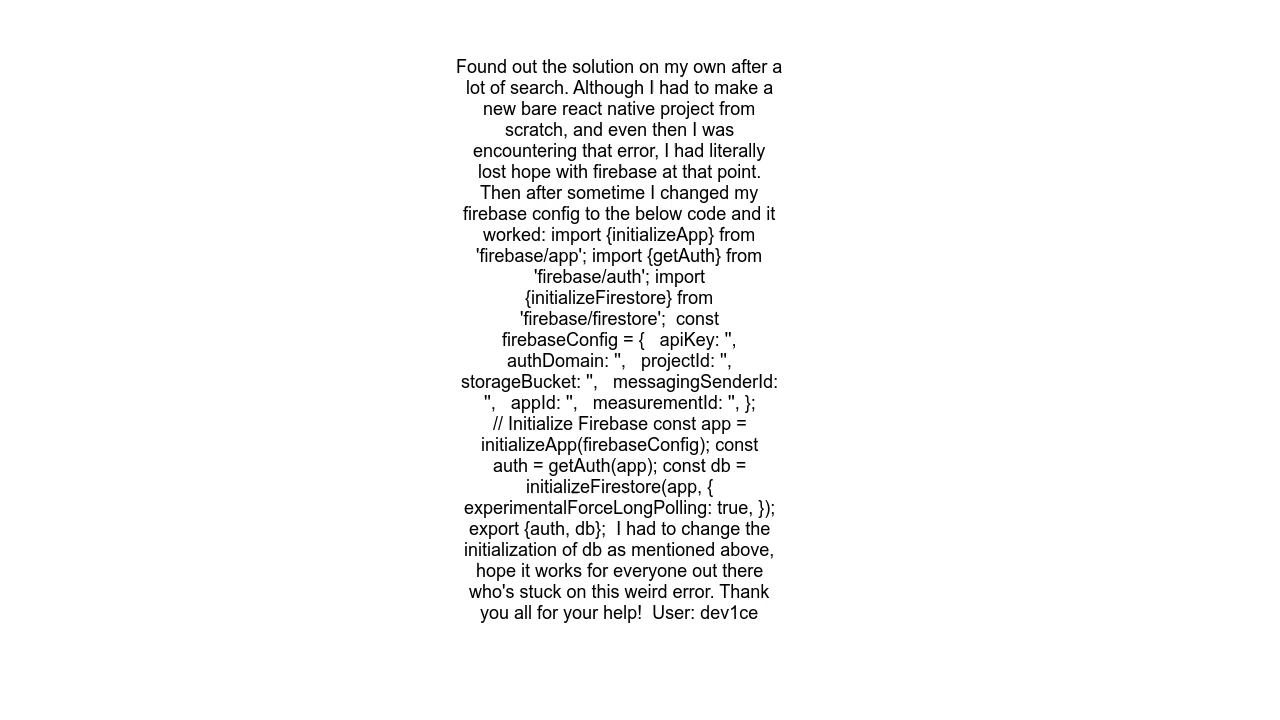 Found out the solution on my own after a
lot of search. Although I had to make a
new bare react native project from
scratch, and even then I was
encountering that error, I had literally
lost hope with firebase at that point.
Then after sometime I changed my
firebase config to the below code and it
worked: import {initializeApp} from
'firebase/app'; import {getAuth} from
'firebase/auth'; import
{initializeFirestore} from
'firebase/firestore';  const
firebaseConfig = {   apiKey: '',
authDomain: '',   projectId: '',
storageBucket: '',   messagingSenderId:
'',   appId: '',   measurementId: '', };
// Initialize Firebase const app =
initializeApp(firebaseConfig); const
auth = getAuth(app); const db =
initializeFirestore(app, {
experimentalForceLongPolling: true, });
export {auth, db};  I had to change the
initialization of db as mentioned above,
hope it works for everyone out there
who's stuck on this weird error. Thank
you all for your help!  User: dev1ce